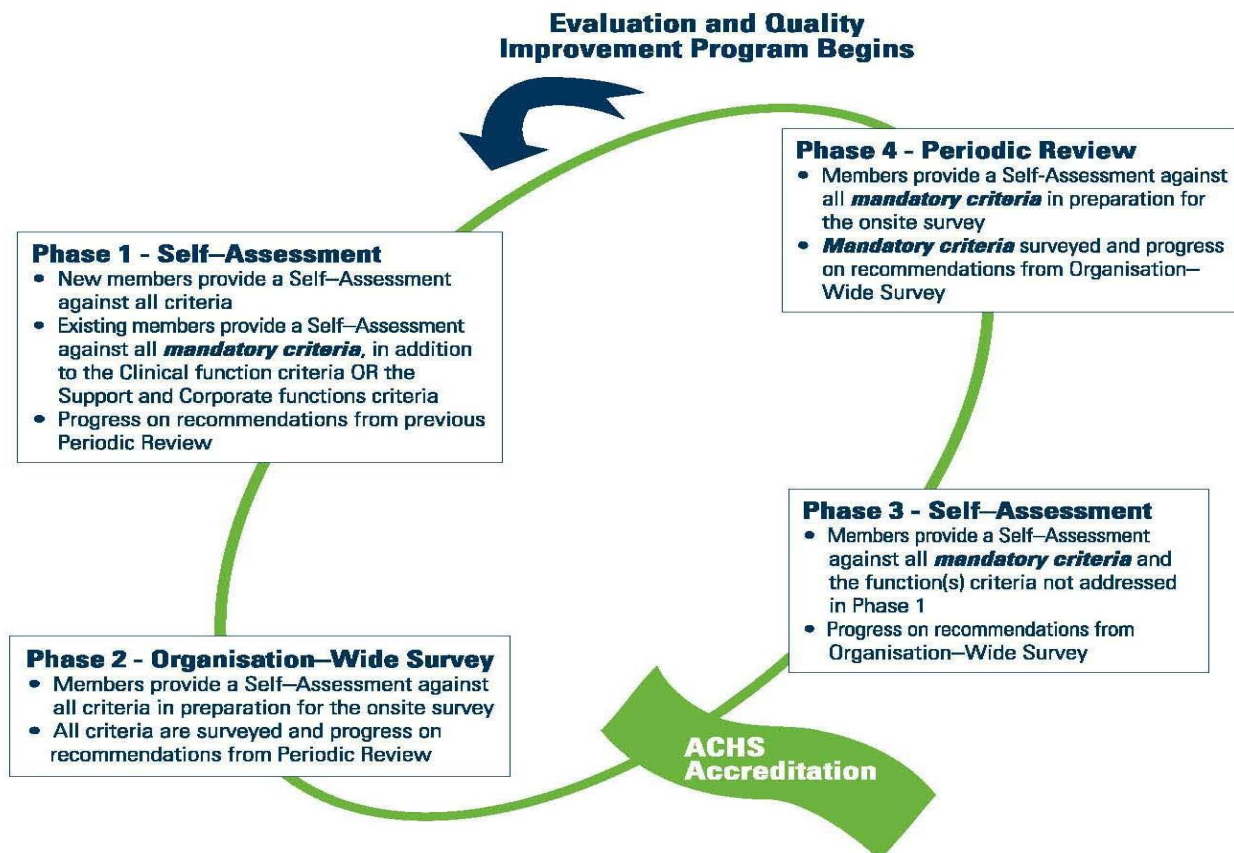 Evaluation and Quality
Improvement Program Begins
Phase 4 - Periodic Review
• Members provide a Self-Assessment against
all mandatory criteria in preparation for
the onsite survey
• Mandatory criteria surveyed and progress
on recommendations from Organisation–
Wide Survey
Phase 1 - Self–Assessment
• New members provide a Self–Assessment
against all criteria
• Existing members provide a Self–Assessment
against all mandatory criteria, in addition
to the Clinical function criteria OR the
Support and Corporate functions criteria
• Progress on recommendations from previous
Periodic Review
Phase 3 - Self–Assessment
• Members provide a Self–Assessment
against all mandatory criteria and
the function(s) criteria not addressed
in Phase 1
• Progress on recommendations from
Organisation–Wide Survey
Phase 2 - Organisation–Wide Survey
• Members provide a Self–Assessment against
all criteria in preparation for the onsite survey
• All criteria are surveyed and progress on
recommendations from Periodic Review
ACHS
Accreditation